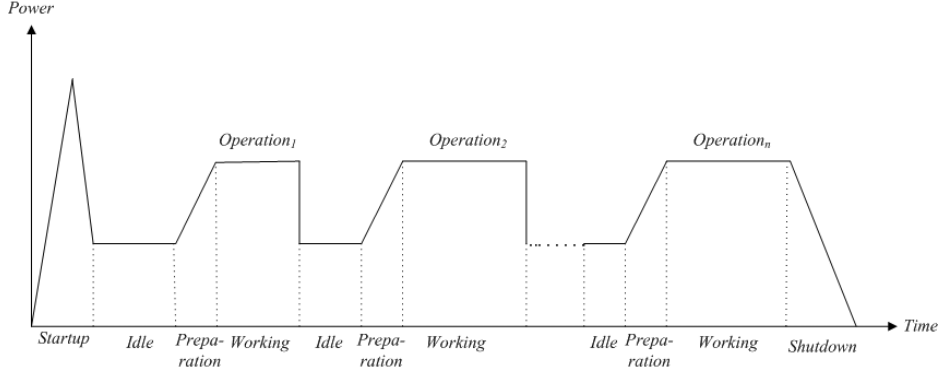 Power
Operation₁
Operation₂
Operationₙ
Time
Startup
Idle
Prepa-
ration
Working
Idle
Prepa-
ration
Working
Idle
Prepa-
ration
Working
Shutdown